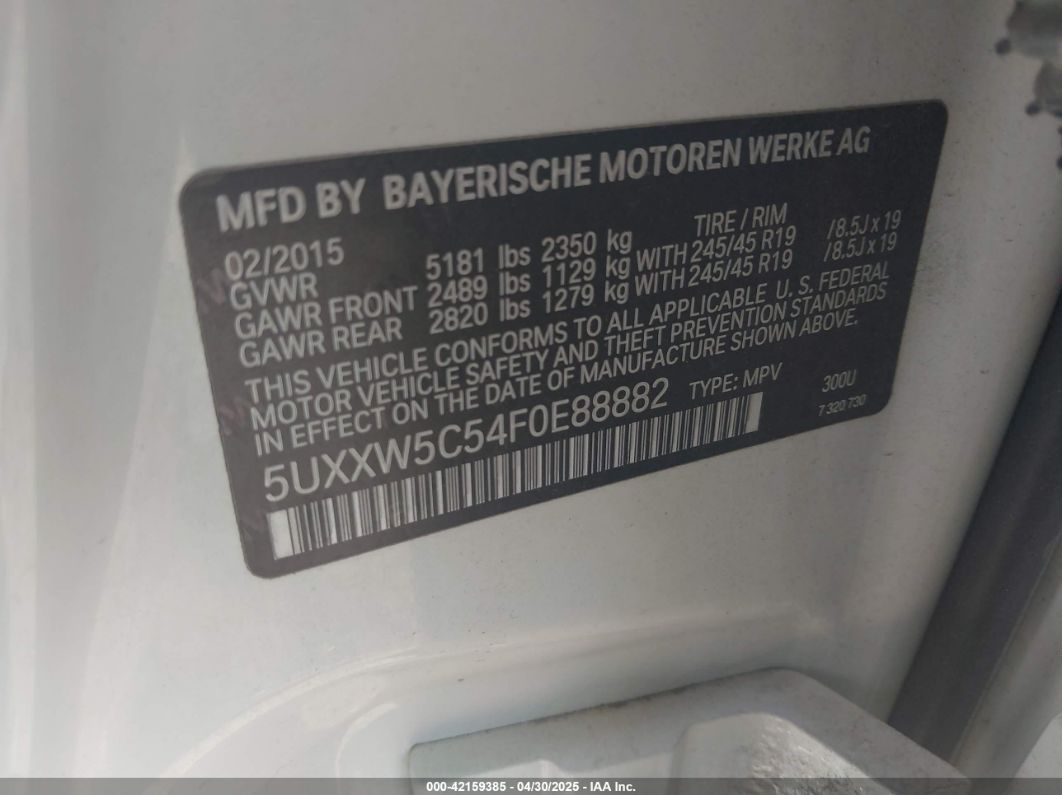 MFD BY BAYERISCHE MOTOREN WERKE AG
02/2015 TIRE / RIM
GVWR 5181 lbs 2350 kg
GAWR FRONT 2489 lbs 1129 kg WITH 245/45 R19 /8.5J x 19
GAWR REAR 2820 lbs 1279 kg WITH 245/45 R19 /8.5J x 19
THIS VEHICLE CONFORMS TO ALL APPLICABLE U. S. FEDERAL
MOTOR VEHICLE SAFETY AND THEFT PREVENTION STANDARDS
IN EFFECT ON THE DATE OF MANUFACTURE SHOWN ABOVE.
5UXXW5C54F0E88882 TYPE: MPV 300U
7 320 730
000-42159385 - 04/30/2025 - IAA Inc.